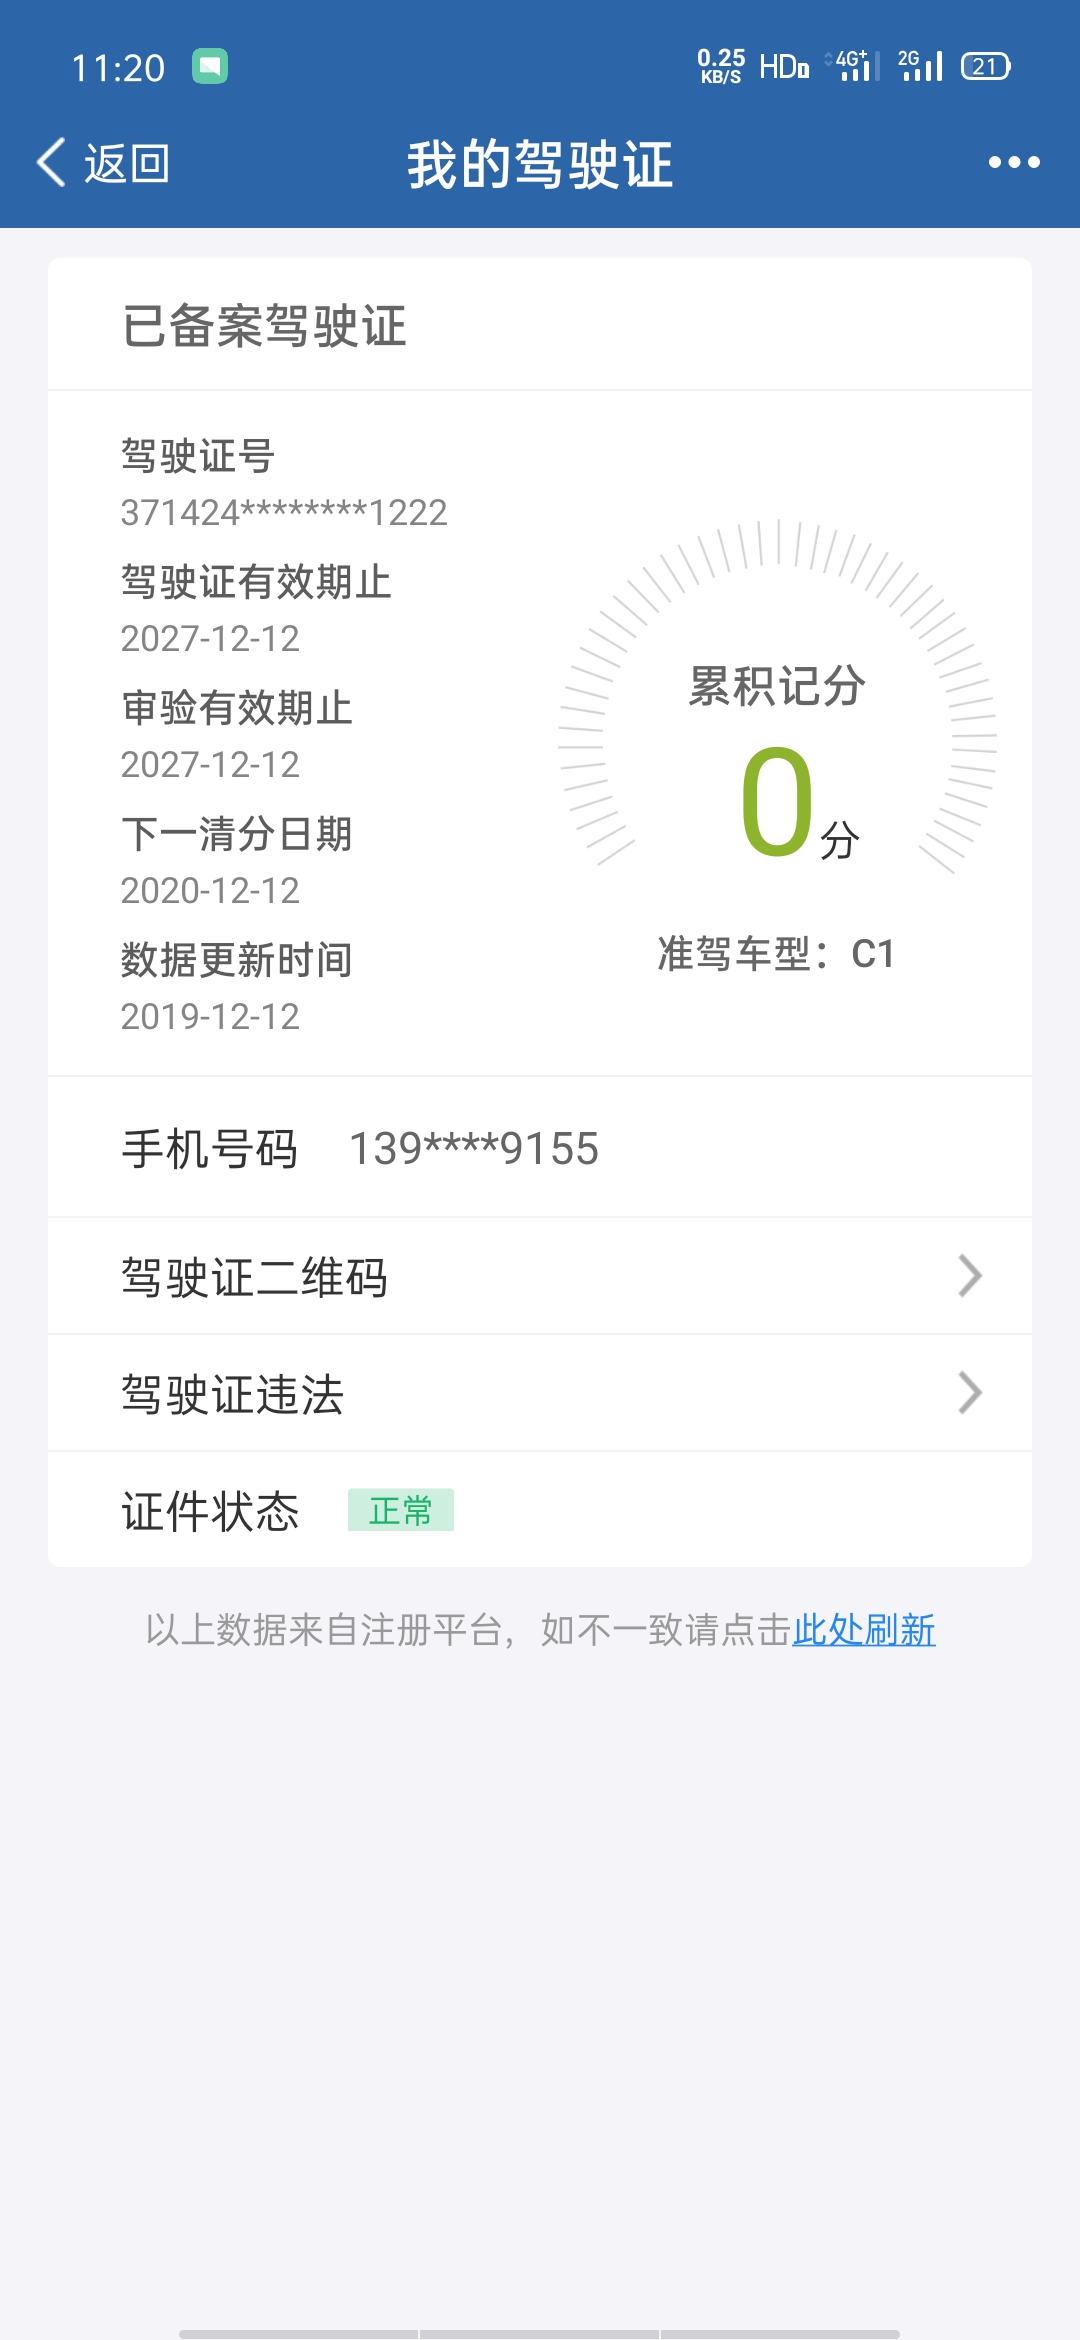 11:20
0.25 KB/S HD 4G+ 2G 21
返回 我的驾驶证
已备案驾驶证
驾驶证号
371424********1222
驾驶证有效期止
2027-12-12
审验有效期止
2027-12-12
下一清分日期
2020-12-12
数据更新时间
2019-12-12
累积记分
0分
准驾车型：C1
手机号码 139****9155
驾驶证二维码
驾驶证违法
证件状态 正常
以上数据来自注册平台，如不一致请点击此处刷新